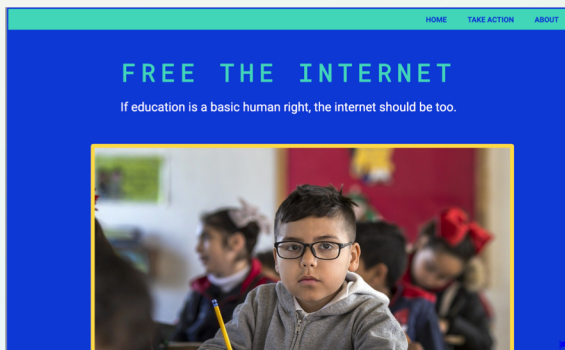 HOME TAKE ACTION ABOUT
FREE THE INTERNET
If education is a basic human right, the internet should be too.